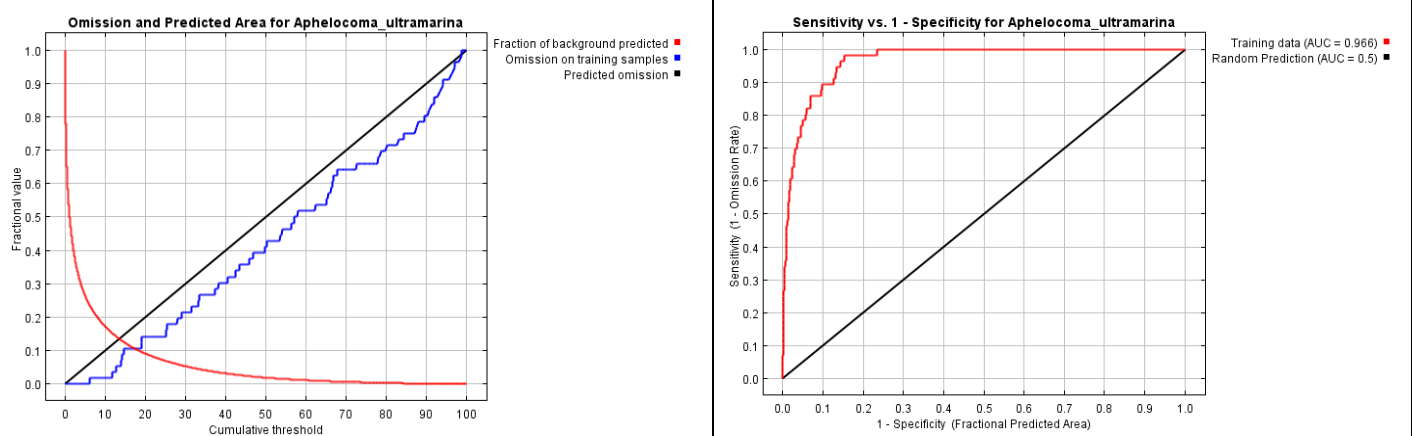 Omission and Predicted Area for Aphelocoma_ultramarina
Fraction of background predicted
Omission on training samples
Predicted omission
Fractional value
1.0
0.9
0.8
0.7
0.6
0.5
0.4
0.3
0.2
0.1
0.0
0 10 20 30 40 50 60 70 80 90 100
Cumulative threshold
Sensitivity vs. 1 - Specificity for Aphelocoma_ultramarina
Training data (AUC = 0.966)
Random Prediction (AUC = 0.5)
Sensitivity (1 - Omission Rate)
1.0
0.9
0.8
0.7
0.6
0.5
0.4
0.3
0.2
0.1
0.0
0.0 0.1 0.2 0.3 0.4 0.5 0.6 0.7 0.8 0.9 1.0
1 - Specificity (Fractional Predicted Area)